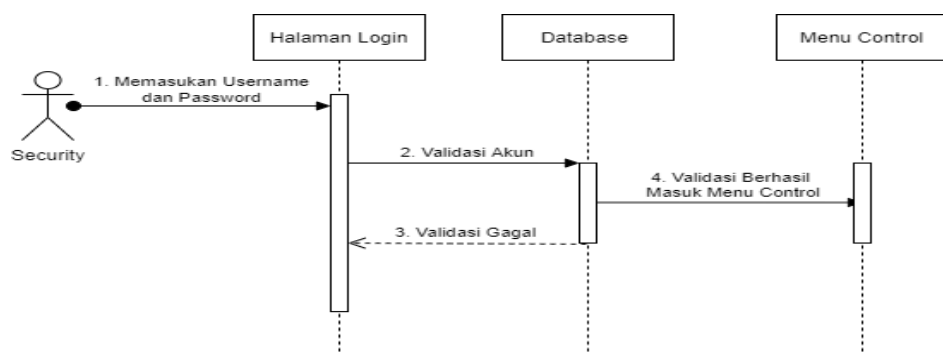 Halaman Login
Database
Menu Control
1. Memasukan Username
dan Password
Security
2. Validasi Akun
4. Validasi Berhasil
Masuk Menu Control
3. Validasi Gagal